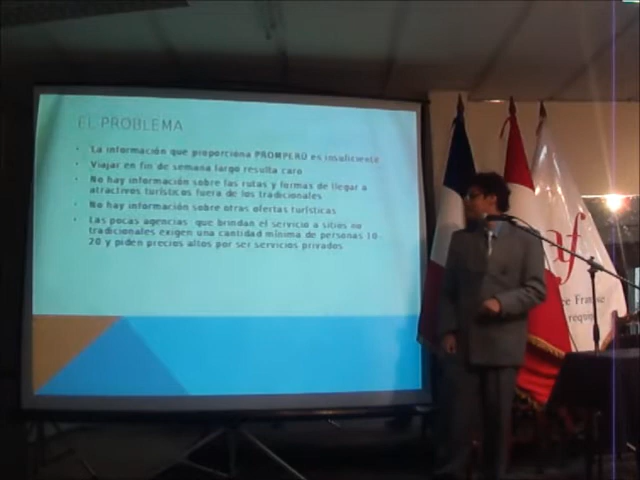 EL PROBLEMA
• La información que proporciona PROMPERÚ es insuficiente
• Viajar en fin de semana largo resulta caro
• No hay información sobre las rutas y formas de llegar a
atractivos turísticos fuera de los tradicionales
• No hay información sobre otras ofertas turísticas
• Las pocas agencias que brindan el servicio a sitios no
tradicionales exigen una cantidad mínima de personas 10-
20 y piden precios altos por ser servicios privados
af